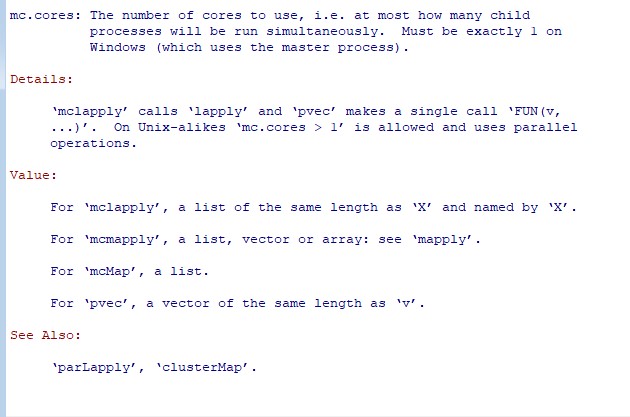 mc.cores: The number of cores to use, i.e. at most how many child
processes will be run simultaneously.  Must be exactly 1 on
Windows (which uses the master process).
Details:
‘mclapply’ calls ‘lapply’ and ‘pvec’ makes a single call ‘FUN(v,
...)’.  On Unix-alikes ‘mc.cores > 1’ is allowed and uses parallel
operations.
Value:
For ‘mclapply’, a list of the same length as ‘X’ and named by ‘X’.
For ‘mcmapply’, a list, vector or array: see ‘mapply’.
For ‘mcMap’, a list.
For ‘pvec’, a vector of the same length as ‘v’.
See Also:
‘parLapply’, ‘clusterMap’.